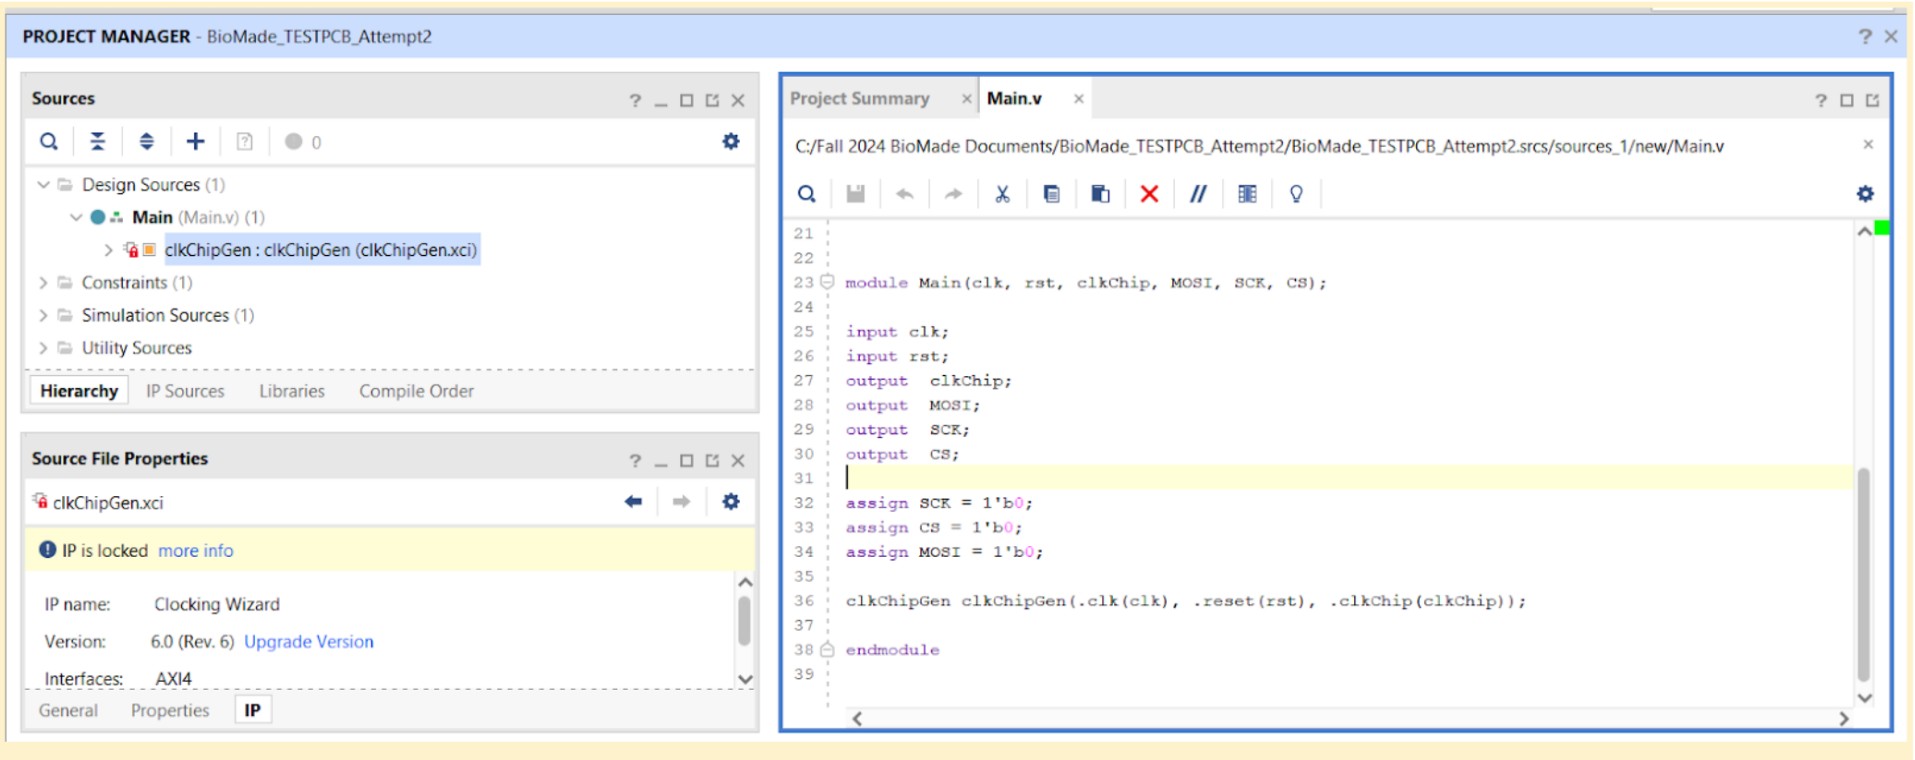 PROJECT MANAGER - BioMade_TESTPCB_Attempt2
Sources
0
Design Sources (1)
Main (Main.v) (1)
clkChipGen : clkChipGen (clkChipGen.xci)
Constraints (1)
Simulation Sources (1)
Utility Sources
Hierarchy IP Sources Libraries Compile Order
Source File Properties
clkChipGen.xci
IP is locked more info
IP name: Clocking Wizard
Version: 6.0 (Rev. 6) Upgrade Version
Interfaces: AXI4
General Properties IP
Project Summary × Main.v ×
C:/Fall 2024 BioMade Documents/BioMade_TESTPCB_Attempt2/BioMade_TESTPCB_Attempt2.srcs/sources_1/new/Main.v
21
22
23 module Main(clk, rst, clkChip, MOSI, SCK, CS);
24
25 input clk;
26 input rst;
27 output  clkChip;
28 output  MOSI;
29 output  SCK;
30 output  CS;
31
32 assign SCK = 1'b0;
33 assign CS = 1'b0;
34 assign MOSI = 1'b0;
35
36 clkChipGen clkChipGen(.clk(clk), .reset(rst), .clkChip(clkChip));
37
38 endmodule
39